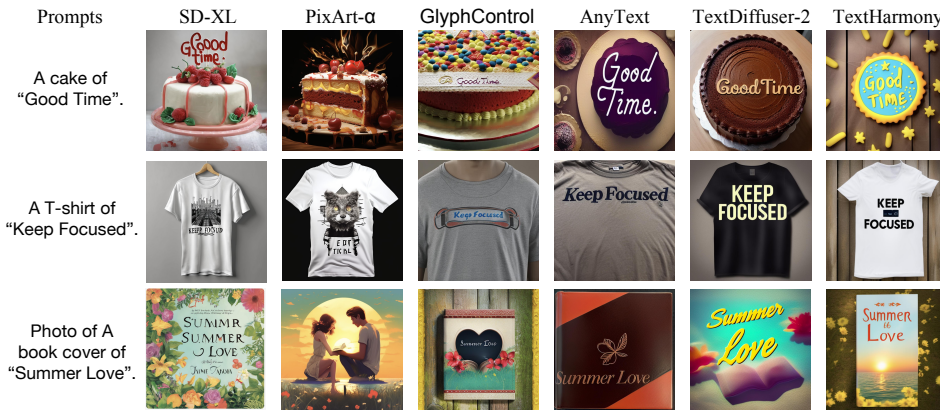 Prompts SD-XL PixArt-α GlyphControl AnyText TextDiffuser-2 TextHarmony
A cake of
“Good Time”.
Good
time.
Good Time.
Good
Time.
Good Time
Good
TIME.
A T-shirt of
“Keep Focused”.
KEEP
FOCUSED
Keep Focused
KEEP
FOCUSED
Photo of A
book cover of
“Summer Love”.
SUMMR
SUMMER
LOVE
Summer Love
Summer Love
Summer
Love
Summer
it
Love